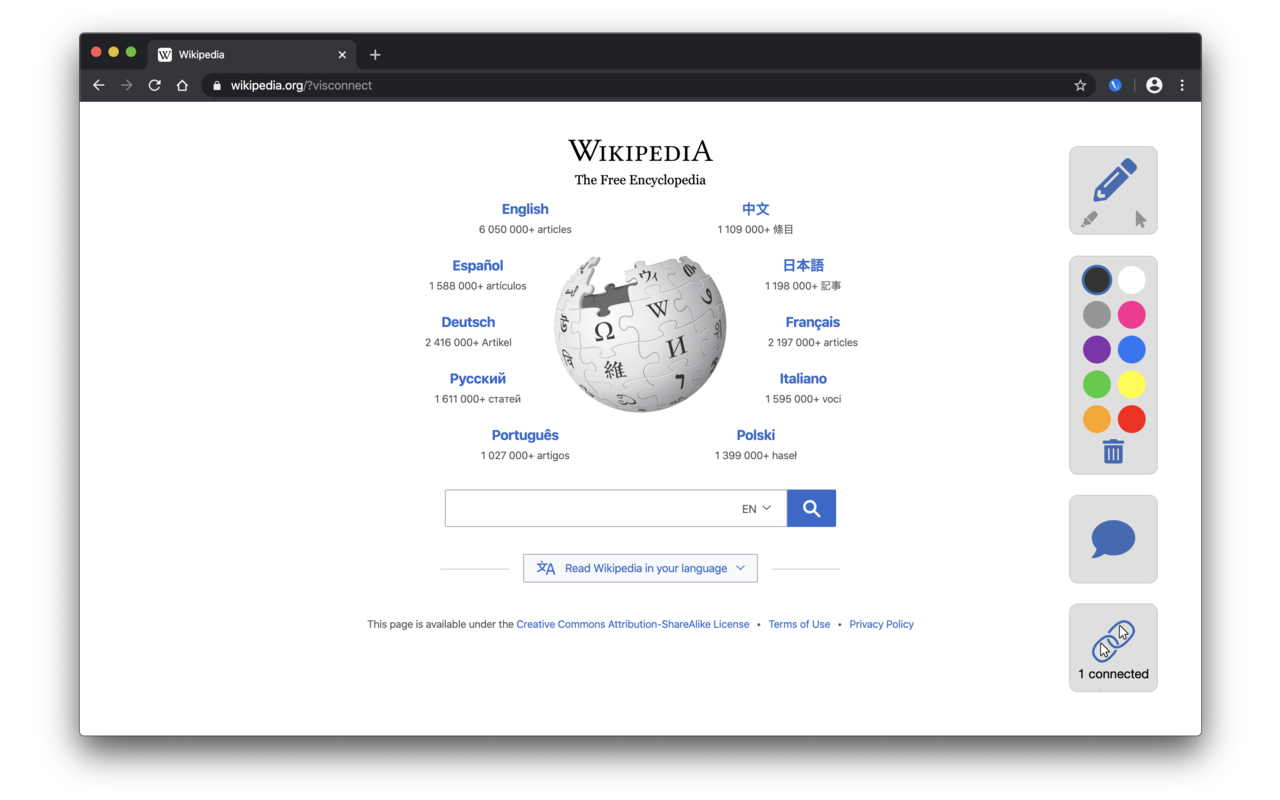 Wikipedia
wikipedia.org/?visconnect
WIKIPEDIA
The Free Encyclopedia
English
6 050 000+ articles
中文
1 109 000+ 條目
Español
1 588 000+ artículos
日本語
1 198 000+ 記事
Deutsch
2 416 000+ Artikel
Français
2 197 000+ articles
Русский
1 611 000+ статей
Italiano
1 595 000+ voci
Português
1 027 000+ artigos
Polski
1 399 000+ haseł
Ω
W
И
維
ウィ
EN
Read Wikipedia in your language
This page is available under the Creative Commons Attribution-ShareAlike License • Terms of Use • Privacy Policy
1 connected